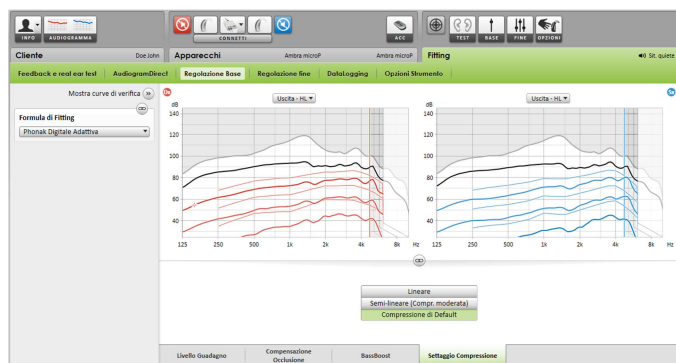 INFO
AUDIOGRAMMA
CONNETTI
ACC
TEST
BASE
FINE
OPZIONI
Cliente
Doe John
Apparecchi
Ambra microP
Ambra microP
Fitting
Sit. quiete
Feedback e real ear test
AudiogramDirect
Regolazione Base
Regolazione fine
DataLogging
Opzioni Strumento
Mostra curve di verifica
Formula di Fitting
Phonak Digitale Adattiva
Dx
Uscita - HL
dB
140
120
100
80
60
40
125
250
500
1k
2k
4k
8k
Hz
Sx
Uscita - HL
dB
140
120
100
80
60
40
125
250
500
1k
2k
4k
8k
Hz
Lineare
Semi-lineare (Compr. moderata)
Compressione di Default
Livello Guadagno
Compensazione
Occlusione
BassBoost
Settaggio Compressione